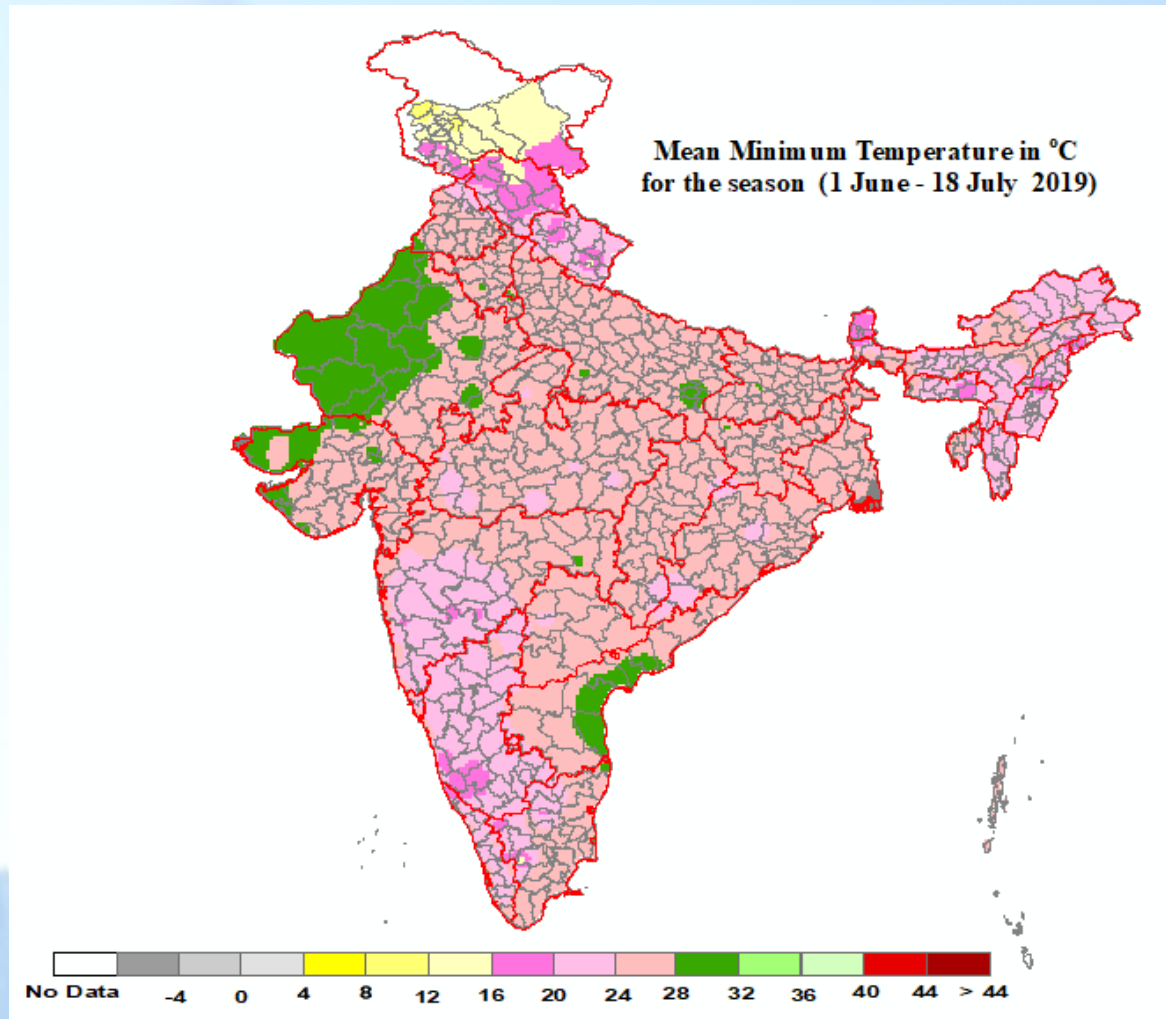 Mean Minimum Temperature in °C
for the season (1 June - 18 July 2019)
No Data -4 0 4 8 12 16 20 24 28 32 36 40 44 > 44